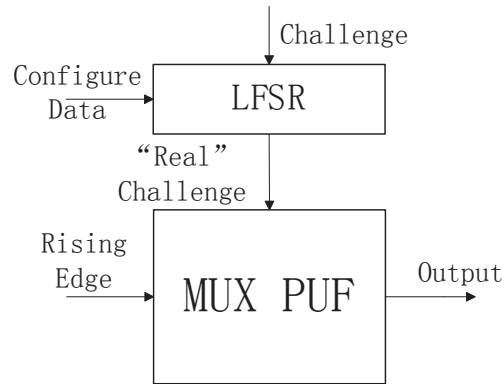 Challenge
Configure
Data
LFSR
“Real”
Challenge
Rising
Edge
MUX PUF
Output